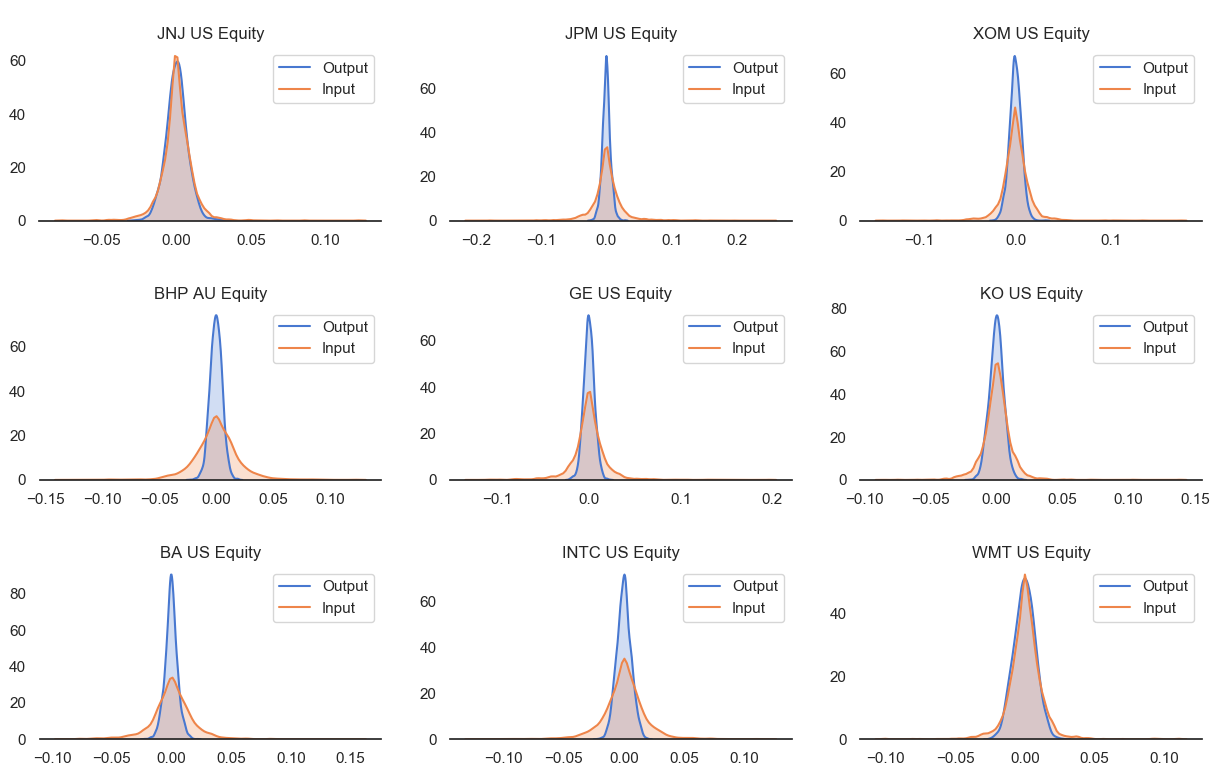 JNJ US Equity
60
40
20
0
−0.05 0.00 0.05 0.10
Output
Input
JPM US Equity
60
40
20
0
−0.2 −0.1 0.0 0.1 0.2
Output
Input
XOM US Equity
60
40
20
0
−0.1 0.0 0.1
Output
Input
BHP AU Equity
60
40
20
0
−0.15 −0.10 −0.05 0.00 0.05 0.10
Output
Input
GE US Equity
60
40
20
0
−0.1 0.0 0.1 0.2
Output
Input
KO US Equity
80
60
40
20
0
−0.10 −0.05 0.00 0.05 0.10 0.15
Output
Input
BA US Equity
80
60
40
20
0
−0.10 −0.05 0.00 0.05 0.10 0.15
Output
Input
INTC US Equity
60
40
20
0
−0.10 −0.05 0.00 0.05 0.10
Output
Input
WMT US Equity
40
20
0
−0.10 −0.05 0.00 0.05 0.10
Output
Input